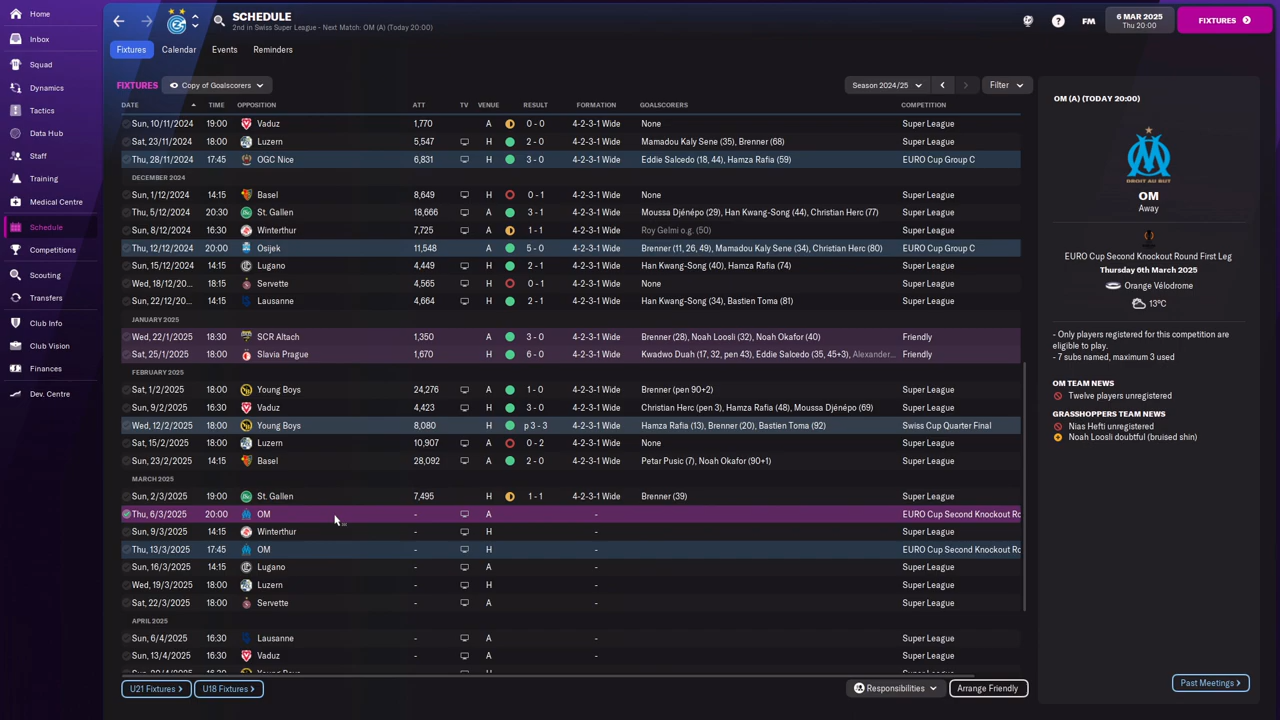 Home
Inbox
Squad
Dynamics
Tactics
Data Hub
Staff
Training
Medical Centre
Schedule
Competitions
Scouting
Transfers
Club Info
Club Vision
Finances
Dev. Centre
SCHEDULE
2nd in Swiss Super League - Next Match: OM (A) (Today 20:00)
FM
6 MAR 2025
Thu 20:00
FIXTURES
Fixtures Calendar Events Reminders
FIXTURES Copy of Goalscorers Season 2024/25 Filter
DATE TIME OPPOSITION ATT TV VENUE RESULT FORMATION GOALSCORERS COMPETITION
Sun, 10/11/2024 19:00 Vaduz 1,770 A 0 - 0 4-2-3-1 Wide None Super League
Sat, 23/11/2024 18:00 Luzern 5,547 H 2 - 0 4-2-3-1 Wide Mamadou Kaly Sene (35), Brenner (68) Super League
Thu, 28/11/2024 17:45 OGC Nice 6,831 H 3 - 0 4-2-3-1 Wide Eddie Salcedo (18, 44), Hamza Rafia (59) EURO Cup Group C
DECEMBER 2024
Sun, 1/12/2024 14:15 Basel 8,649 H 0 - 1 4-2-3-1 Wide None Super League
Thu, 5/12/2024 20:30 St. Gallen 18,666 A 3 - 1 4-2-3-1 Wide Moussa Djénépo (29), Han Kwang-Song (44), Christian Herc (77) Super League
Sun, 8/12/2024 16:30 Winterthur 7,725 A 1 - 1 4-2-3-1 Wide Roy Gelmi o.g. (50) Super League
Thu, 12/12/2024 20:00 Osijek 11,548 A 5 - 0 4-2-3-1 Wide Brenner (11, 26, 49), Mamadou Kaly Sene (34), Christian Herc (80) EURO Cup Group C
Sun, 15/12/2024 14:15 Lugano 4,449 H 2 - 1 4-2-3-1 Wide Han Kwang-Song (40), Hamza Rafia (74) Super League
Wed, 18/12/20... 18:15 Servette 4,565 H 0 - 1 4-2-3-1 Wide None Super League
Sun, 22/12/20... 14:15 Lausanne 4,664 H 2 - 1 4-2-3-1 Wide Han Kwang-Song (34), Bastien Toma (81) Super League
JANUARY 2025
Wed, 22/1/2025 18:30 SCR Altach 1,350 A 3 - 0 4-2-3-1 Wide Brenner (28), Noah Loosli (32), Noah Okafor (40) Friendly
Sat, 25/1/2025 18:00 Slavia Prague 1,670 H 6 - 0 4-2-3-1 Wide Kwadwo Duah (17, 32, pen 43), Eddie Salcedo (35, 45+3), Alexander... Friendly
FEBRUARY 2025
Sat, 1/2/2025 18:00 Young Boys 24,276 A 1 - 0 4-2-3-1 Wide Brenner (pen 90+2) Super League
Sun, 9/2/2025 16:30 Vaduz 4,423 H 3 - 0 4-2-3-1 Wide Christian Herc (pen 3), Hamza Rafia (48), Moussa Djénépo (69) Super League
Wed, 12/2/2025 18:00 Young Boys 8,080 H p 3 - 3 4-2-3-1 Wide Hamza Rafia (13), Brenner (20), Bastien Toma (92) Swiss Cup Quarter Final
Sat, 15/2/2025 18:00 Luzern 10,907 A 0 - 2 4-2-3-1 Wide None Super League
Sun, 23/2/2025 14:15 Basel 28,092 A 2 - 0 4-2-3-1 Wide Petar Pusic (7), Noah Okafor (90+1) Super League
MARCH 2025
Sun, 2/3/2025 19:00 St. Gallen 7,495 H 1 - 1 4-2-3-1 Wide Brenner (39) Super League
Thu, 6/3/2025 20:00 OM - A - EURO Cup Second Knockout Ro
Sun, 9/3/2025 14:15 Winterthur - H - Super League
Thu, 13/3/2025 17:45 OM - H - EURO Cup Second Knockout Ro
Sun, 16/3/2025 14:15 Lugano - A - Super League
Wed, 19/3/2025 18:00 Luzern - H - Super League
Sat, 22/3/2025 18:00 Servette - A - Super League
APRIL 2025
Sun, 6/4/2025 16:30 Lausanne - A - Super League
Sun, 13/4/2025 16:30 Vaduz - A - Super League
U21 Fixtures > U18 Fixtures > Responsibilities Arrange Friendly
OM (A) (TODAY 20:00)
DROIT AU BUT
OM
Away
EURO Cup Second Knockout Round First Leg
Thursday 6th March 2025
Orange Vélodrome
13ºC
- Only players registered for this competition are
eligible to play.
- 7 subs named, maximum 3 used
OM TEAM NEWS
Twelve players unregistered
GRASSHOPPERS TEAM NEWS
Nias Hefti unregistered
Noah Loosli doubtful (bruised shin)
Past Meetings >